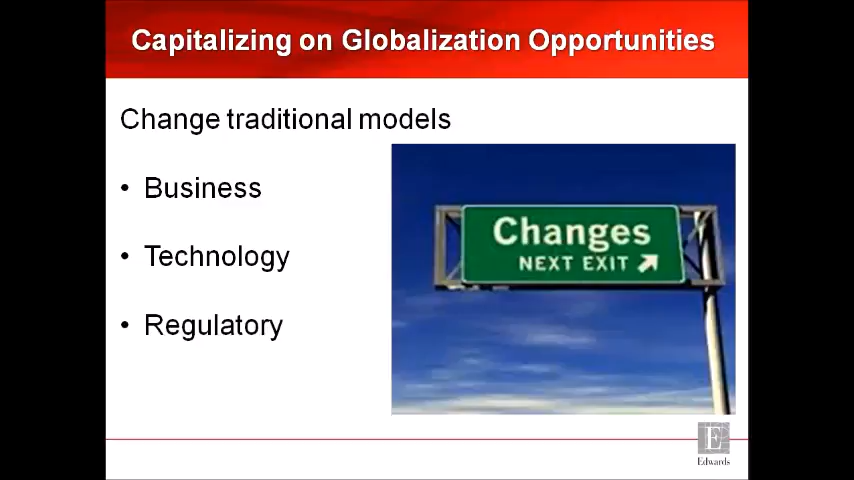 Capitalizing on Globalization Opportunities
Change traditional models
• Business
• Technology
• Regulatory
Changes
NEXT EXIT
E
Edwards